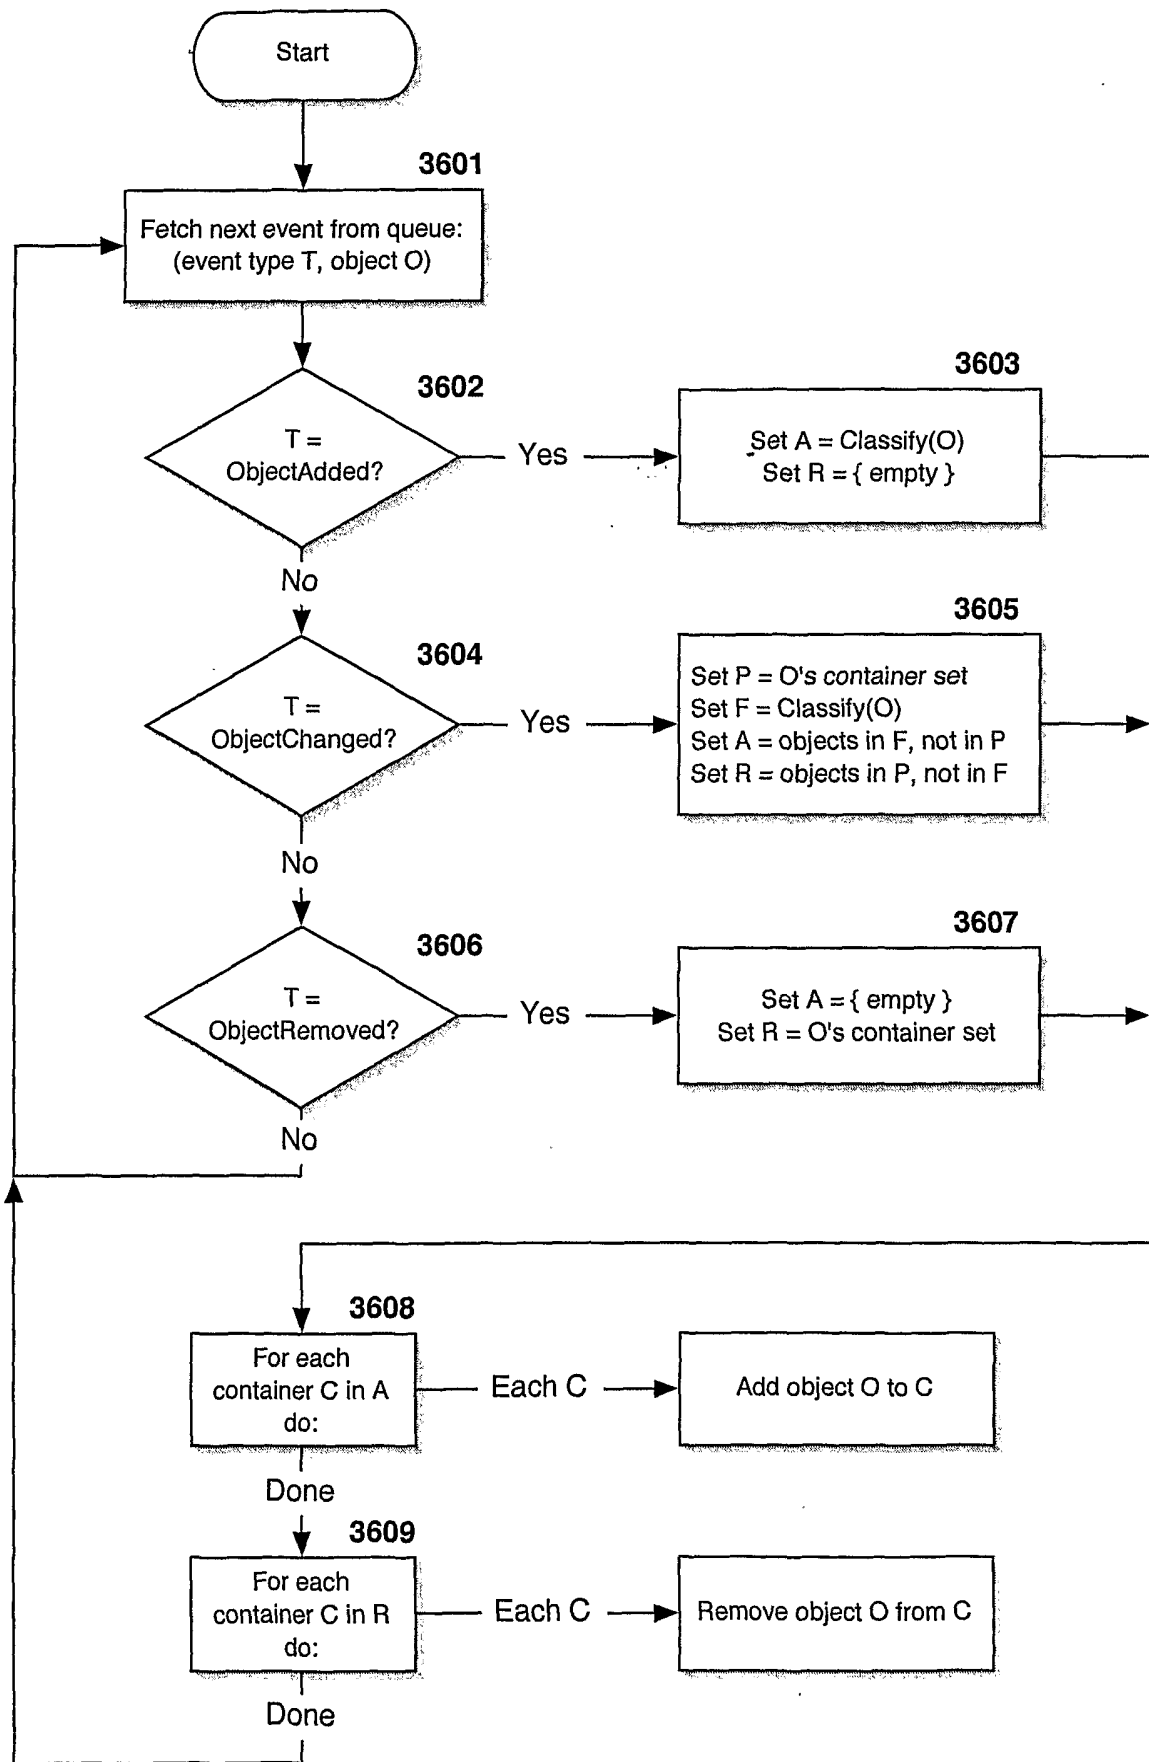 Start
3601
Fetch next event from queue:
(event type T, object O)
3602
T =
ObjectAdded?
Yes
3603
Set A = Classify(O)
Set R = { empty }
No
3604
T =
ObjectChanged?
Yes
3605
Set P = O's container set
Set F = Classify(O)
Set A = objects in F, not in P
Set R = objects in P, not in F
No
3606
T =
ObjectRemoved?
Yes
3607
Set A = { empty }
Set R = O's container set
No
3608
For each
container C in A
do:
Each C
Add object O to C
Done
3609
For each
container C in R
do:
Each C
Remove object O from C
Done